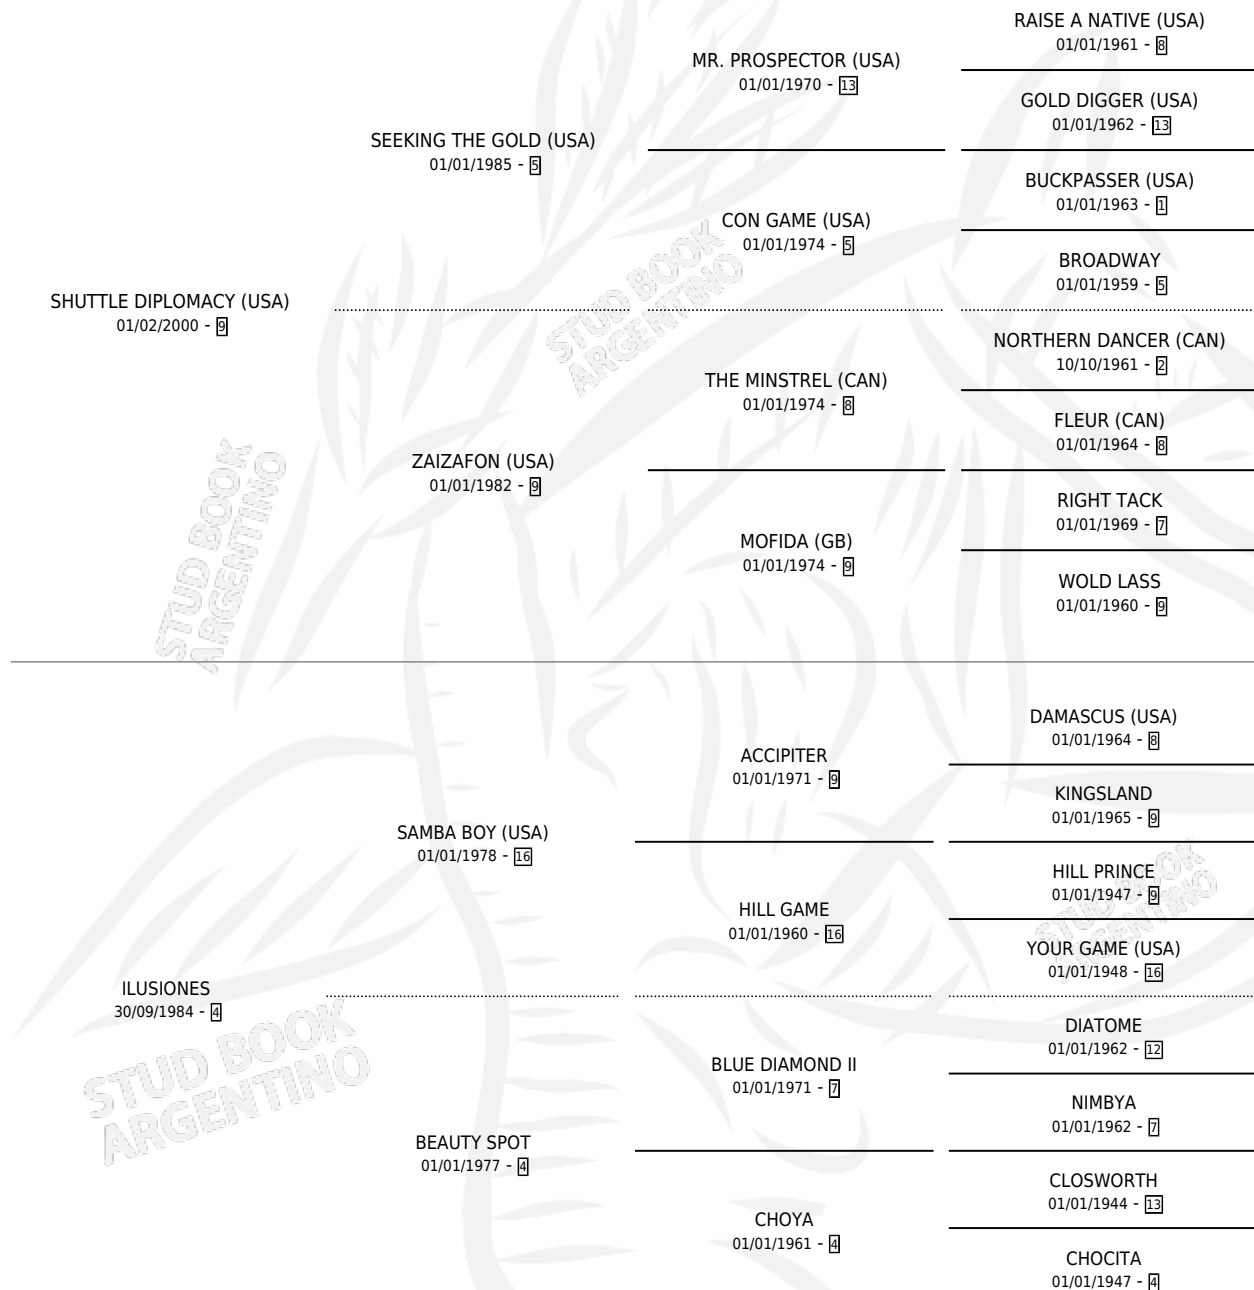 RAISE A NATIVE (USA)
01/01/1961 - 8
MR. PROSPECTOR (USA)
01/01/1970 - 13
GOLD DIGGER (USA)
01/01/1962 - 13
SEEKING THE GOLD (USA)
01/01/1985 - 5
BUCKPASSER (USA)
01/01/1963 - 1
CON GAME (USA)
01/01/1974 - 5
BROADWAY
01/01/1959 - 5
STUD BOOK
ARGENTINO
SHUTTLE DIPLOMACY (USA)
01/02/2000 - 9
NORTHERN DANCER (CAN)
10/10/1961 - 2
THE MINSTREL (CAN)
01/01/1974 - 8
FLEUR (CAN)
01/01/1964 - 8
ZAIZAFON (USA)
01/01/1982 - 9
RIGHT TACK
01/01/1969 - 7
MOFIDA (GB)
01/01/1974 - 9
WOLD LASS
01/01/1960 - 9
STUD BOOK
ARGENTINO
DAMASCUS (USA)
01/01/1964 - 8
ACCIPITER
01/01/1971 - 9
KINGSLAND
01/01/1965 - 9
SAMBA BOY (USA)
01/01/1978 - 16
HILL PRINCE
01/01/1947 - 9
HILL GAME
01/01/1960 - 16
YOUR GAME (USA)
01/01/1948 - 16
STUD BOOK
ARGENTINO
ILUSIONES
30/09/1984 - 4
DIATOME
01/01/1962 - 12
BLUE DIAMOND II
01/01/1971 - 7
NIMBYA
01/01/1962 - 7
STUD BOOK
ARGENTINO
BEAUTY SPOT
01/01/1977 - 4
CLOSWORTH
01/01/1944 - 13
CHOYA
01/01/1961 - 4
CHOCITA
01/01/1947 - 4